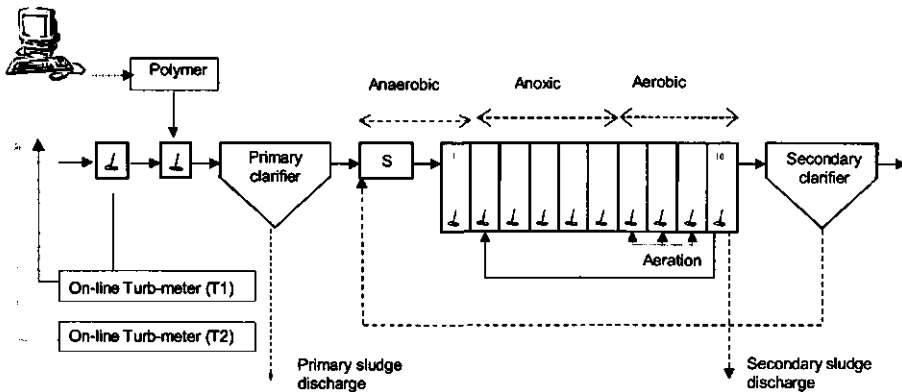 Polymer
Anaerobic
Anoxic
Aerobic
Primary
clarifier
S
1
10
Secondary
clarifier
Aeration
On-line Turb-meter (T1)
On-line Turb-meter (T2)
Primary sludge
discharge
Secondary sludge
discharge